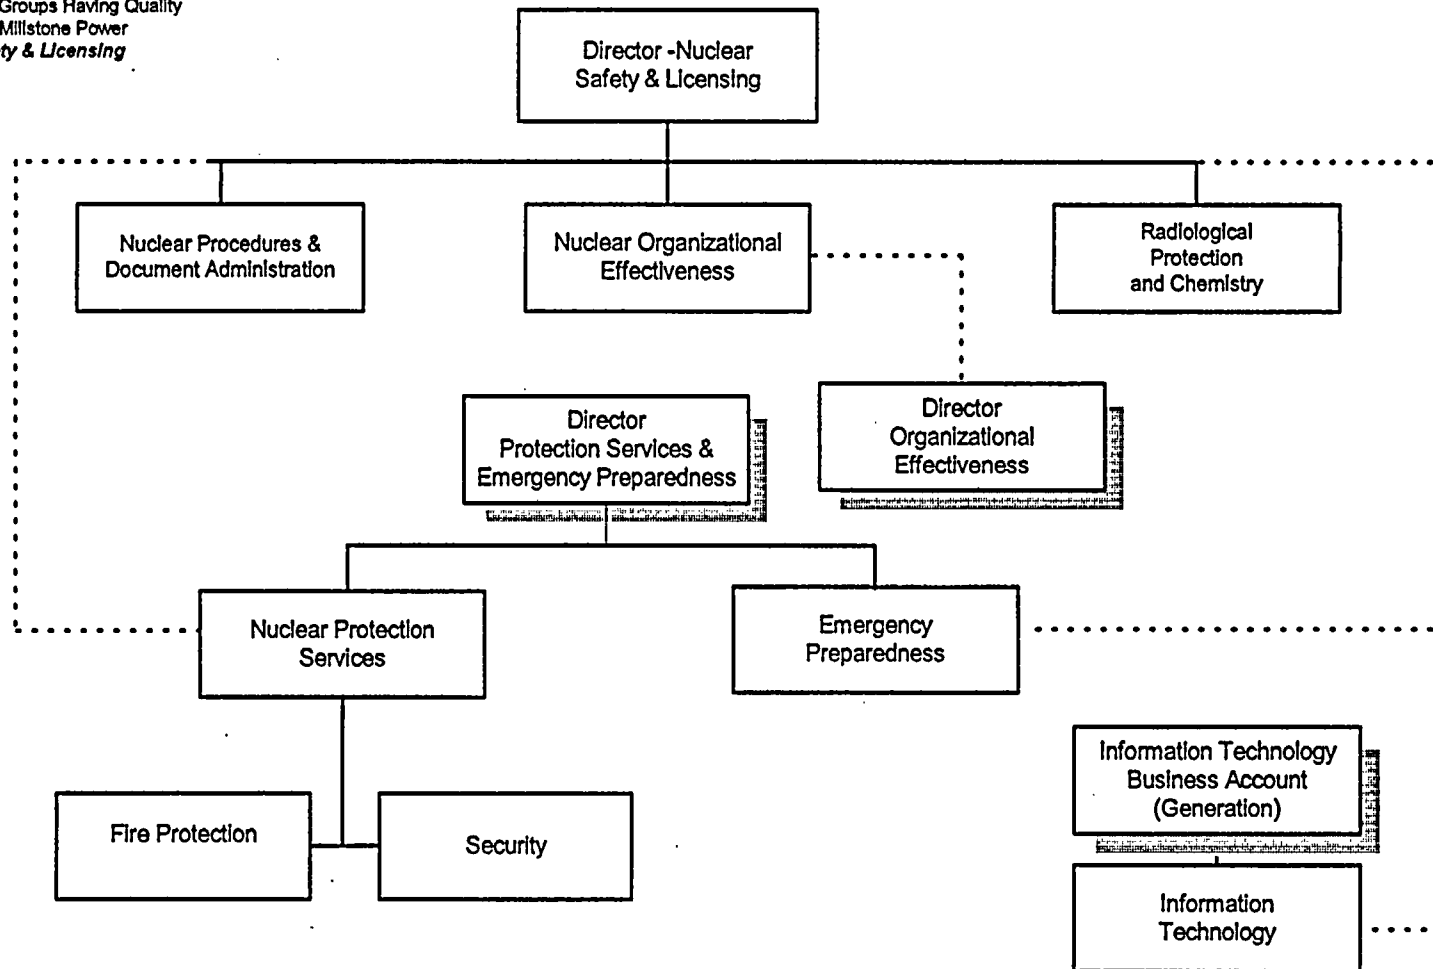 Groups Having Quality
Millstone Power
ty & Licensing
Director -Nuclear
Safety & Licensing
Nuclear Procedures &
Document Administration
Nuclear Organizational
Effectiveness
Radiological
Protection
and Chemistry
Director
Protection Services &
Emergency Preparedness
Director
Organizational
Effectiveness
Nuclear Protection
Services
Emergency
Preparedness
Information Technology
Business Account
(Generation)
Fire Protection
Security
Information
Technology